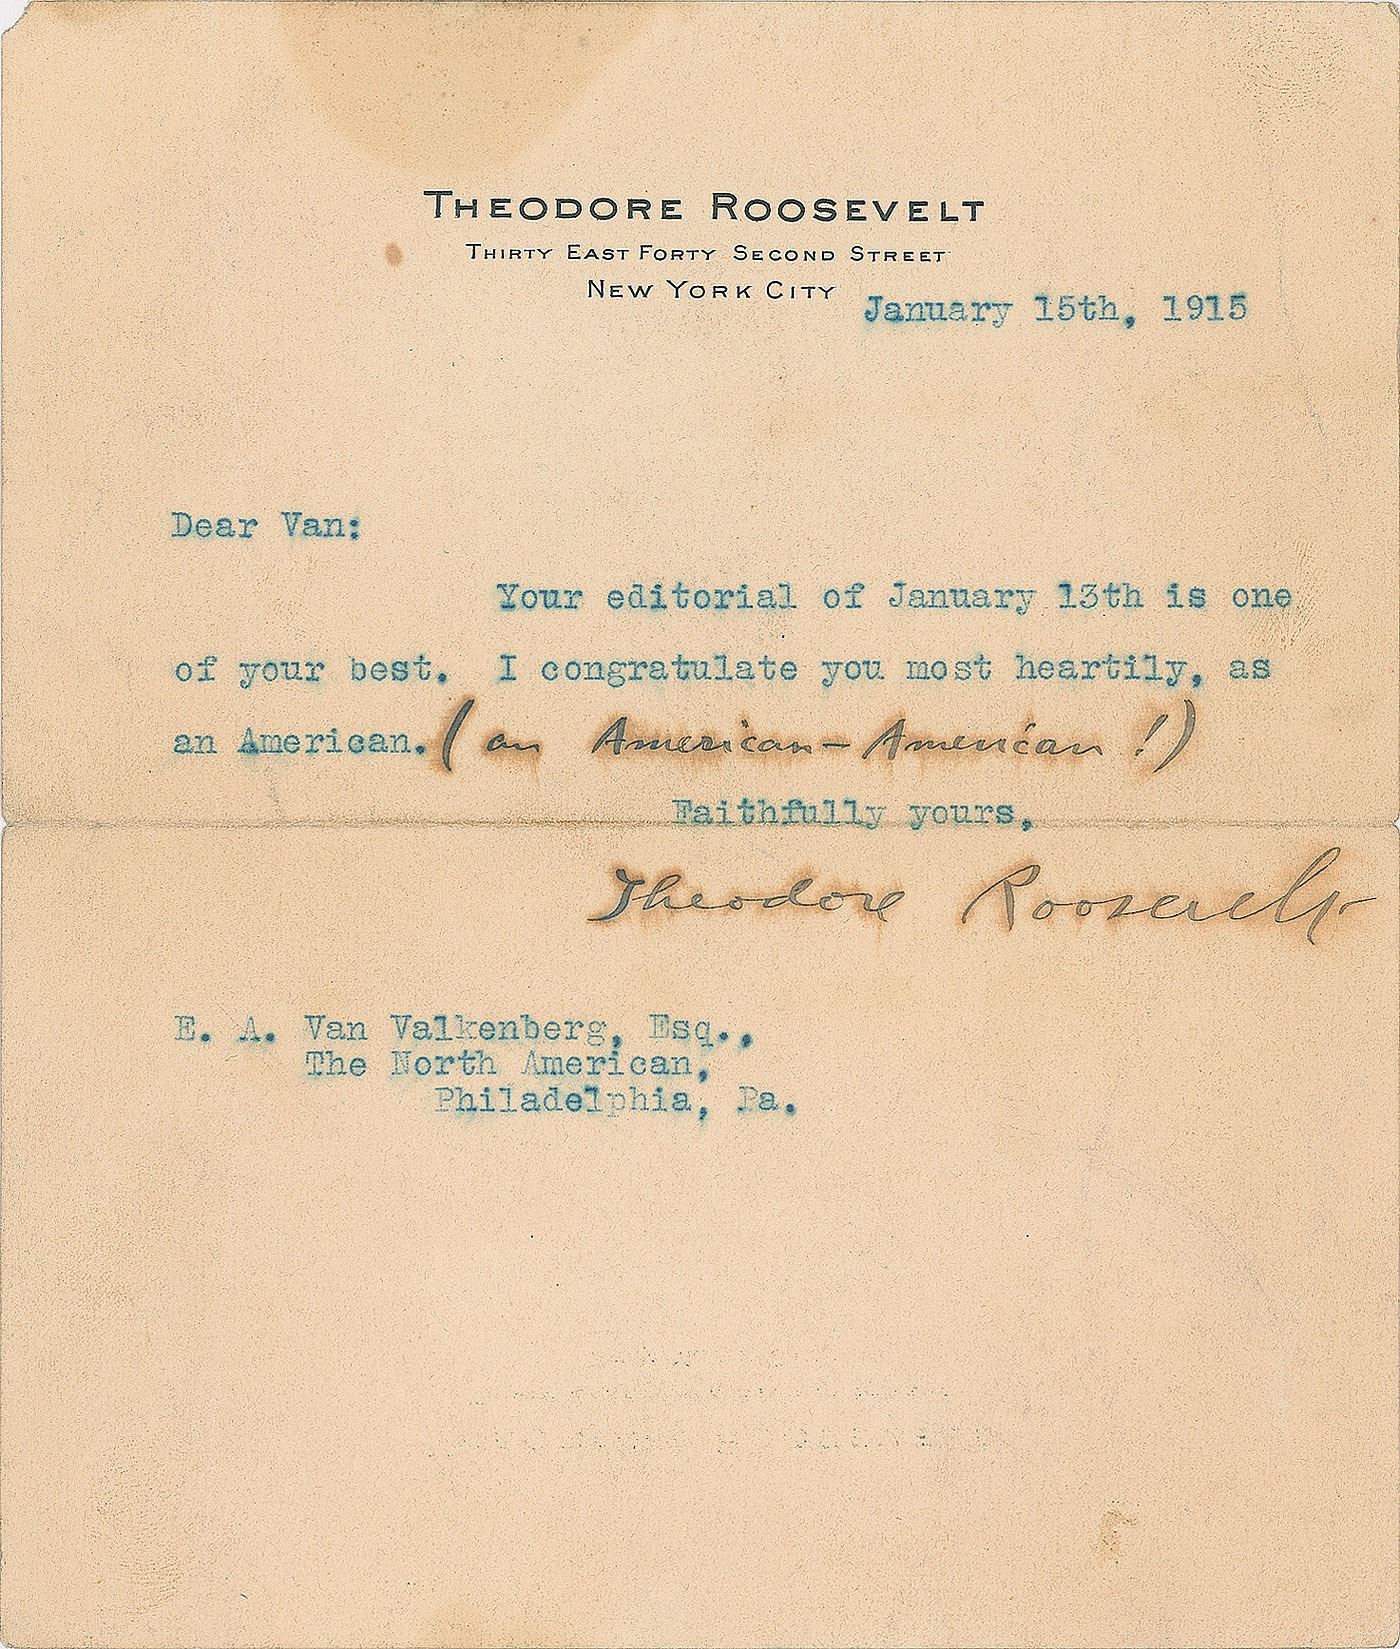 THEODORE ROOSEVELT
THIRTY EAST FORTY SECOND STREET
NEW YORK CITY
January 15th, 1915
Dear Van:
Your editorial of January 13th is one
of your best. I congratulate you most heartily, as
an American. (an American-American!)
Faithfully yours,
Theodore Roosevelt
E. A. Van Valkenberg, Esq.,
The North American,
Philadelphia, Pa.